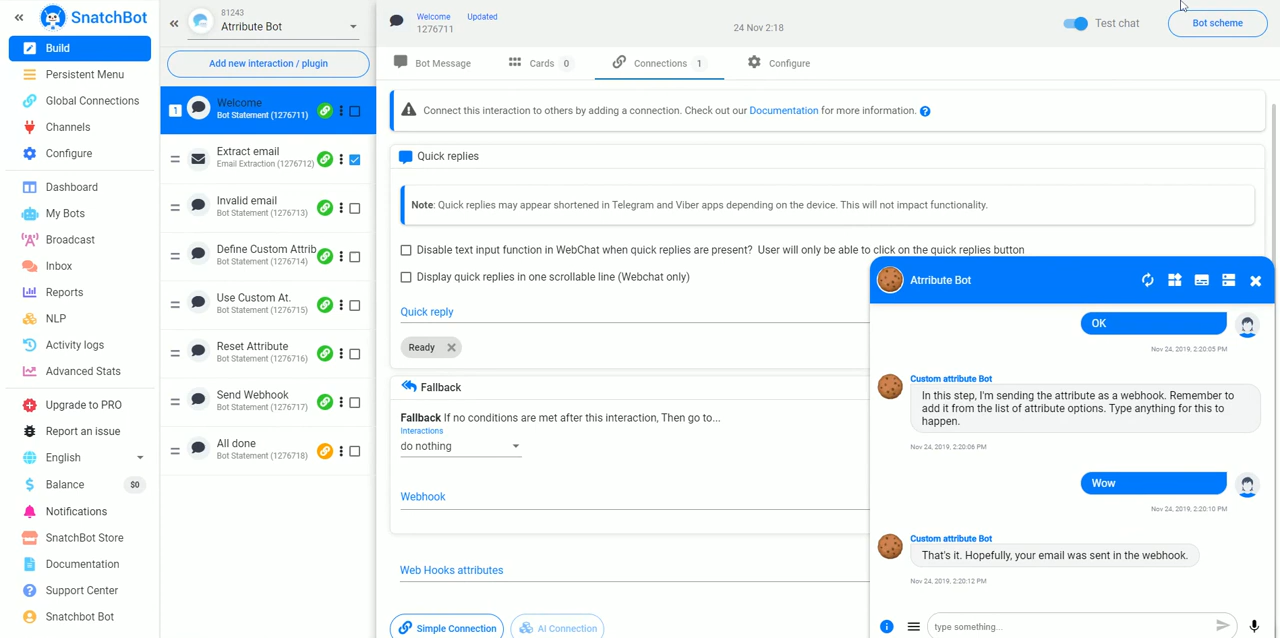 SnatchBot
Build
Persistent Menu
Global Connections
Channels
Configure
Dashboard
My Bots
Broadcast
Inbox
Reports
NLP
Activity logs
Advanced Stats
Upgrade to PRO
Report an issue
English
Balance $0
Notifications
SnatchBot Store
Documentation
Support Center
Snatchbot Bot
81243
Atrribute Bot
Add new interaction / plugin
1 Welcome
Bot Statement (1276711)
Extract email
Email Extraction (1276712)
Invalid email
Bot Statement (1276713)
Define Custom Attrib
Bot Statement (1276714)
Use Custom At.
Bot Statement (1276715)
Reset Attribute
Bot Statement (1276716)
Send Webhook
Bot Statement (1276717)
All done
Bot Statement (1276718)
Welcome Updated
1276711
24 Nov 2:18
Test chat
Bot scheme
Bot Message Cards 0 Connections 1 Configure
Connect this interaction to others by adding a connection. Check out our Documentation for more information. ?
Quick replies
Note: Quick replies may appear shortened in Telegram and Viber apps depending on the device. This will not impact functionality.
Disable text input function in WebChat when quick replies are present? User will only be able to click on the quick replies button
Display quick replies in one scrollable line (Webchat only)
Quick reply
Ready
Fallback
Fallback If no conditions are met after this interaction, Then go to...
Interactions
do nothing
Webhook
Web Hooks attributes
Simple Connection AI Connection
Atrribute Bot
OK
Nov 24, 2019, 2:20:05 PM
Custom attribute Bot
In this step, I'm sending the attribute as a webhook. Remember to
add it from the list of attribute options. Type anything for this to
happen.
Nov 24, 2019, 2:20:06 PM
Wow
Nov 24, 2019, 2:20:10 PM
Custom attribute Bot
That's it. Hopefully, your email was sent in the webhook.
Nov 24, 2019, 2:20:12 PM
type something...